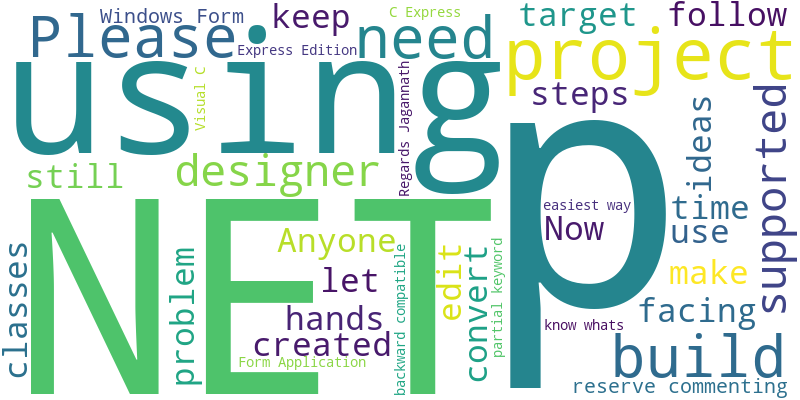 Windows Form
keep
C Express
target
follow
Please
Express Edition
need
project
using
Visual C
Regards Jagannath
steps
supported
ideas
still
designer
p
easiest way
Now
time
use
NET
Anyone
classes
problem
let
edit
convert
partial keyword
backward compatible
make
hands
created
facing
know whats
build
Form Application
reserve commenting